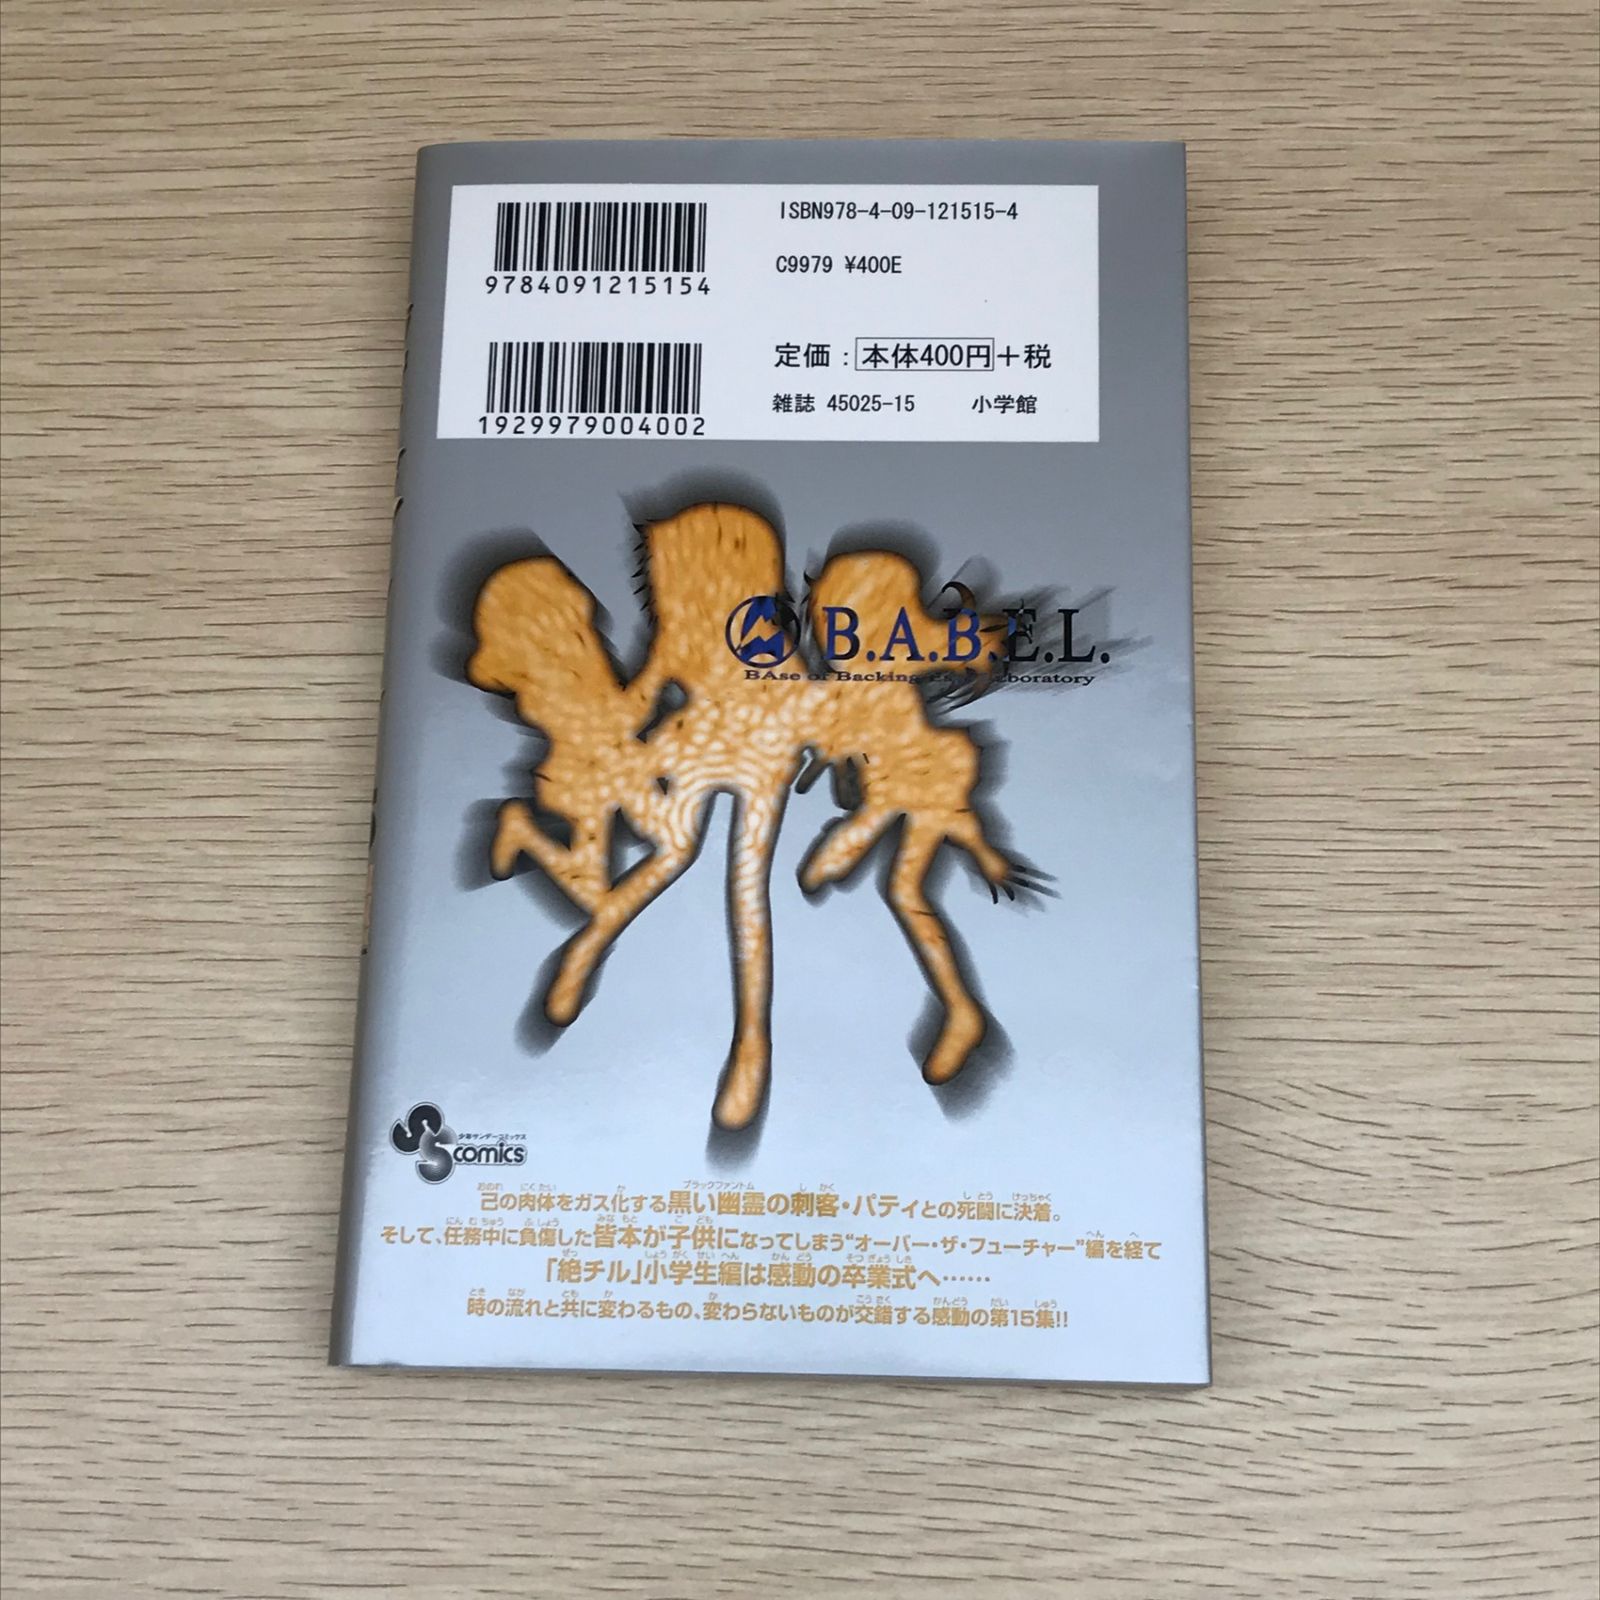 ISBN978-4-09-121515-4
C9979 ¥400E
9784091215154
定価：本体400円+税
雑誌 45025-15 小学館
1929979004002
B.A.B.E.L.
BAse of Backing
少年サンデーコミックス
SS comics
己の肉体をガス化する黒い幽霊の刺客・パティとの死闘に決着。
そして、任務中に負傷した皆本が子供になってしまう“オーバー・ザ・フューチャー”編を経て
「絶チル」小学生編は感動の卒業式へ……
時の流れと共に変わるもの、変わらないものが交錯する感動の第15集!!